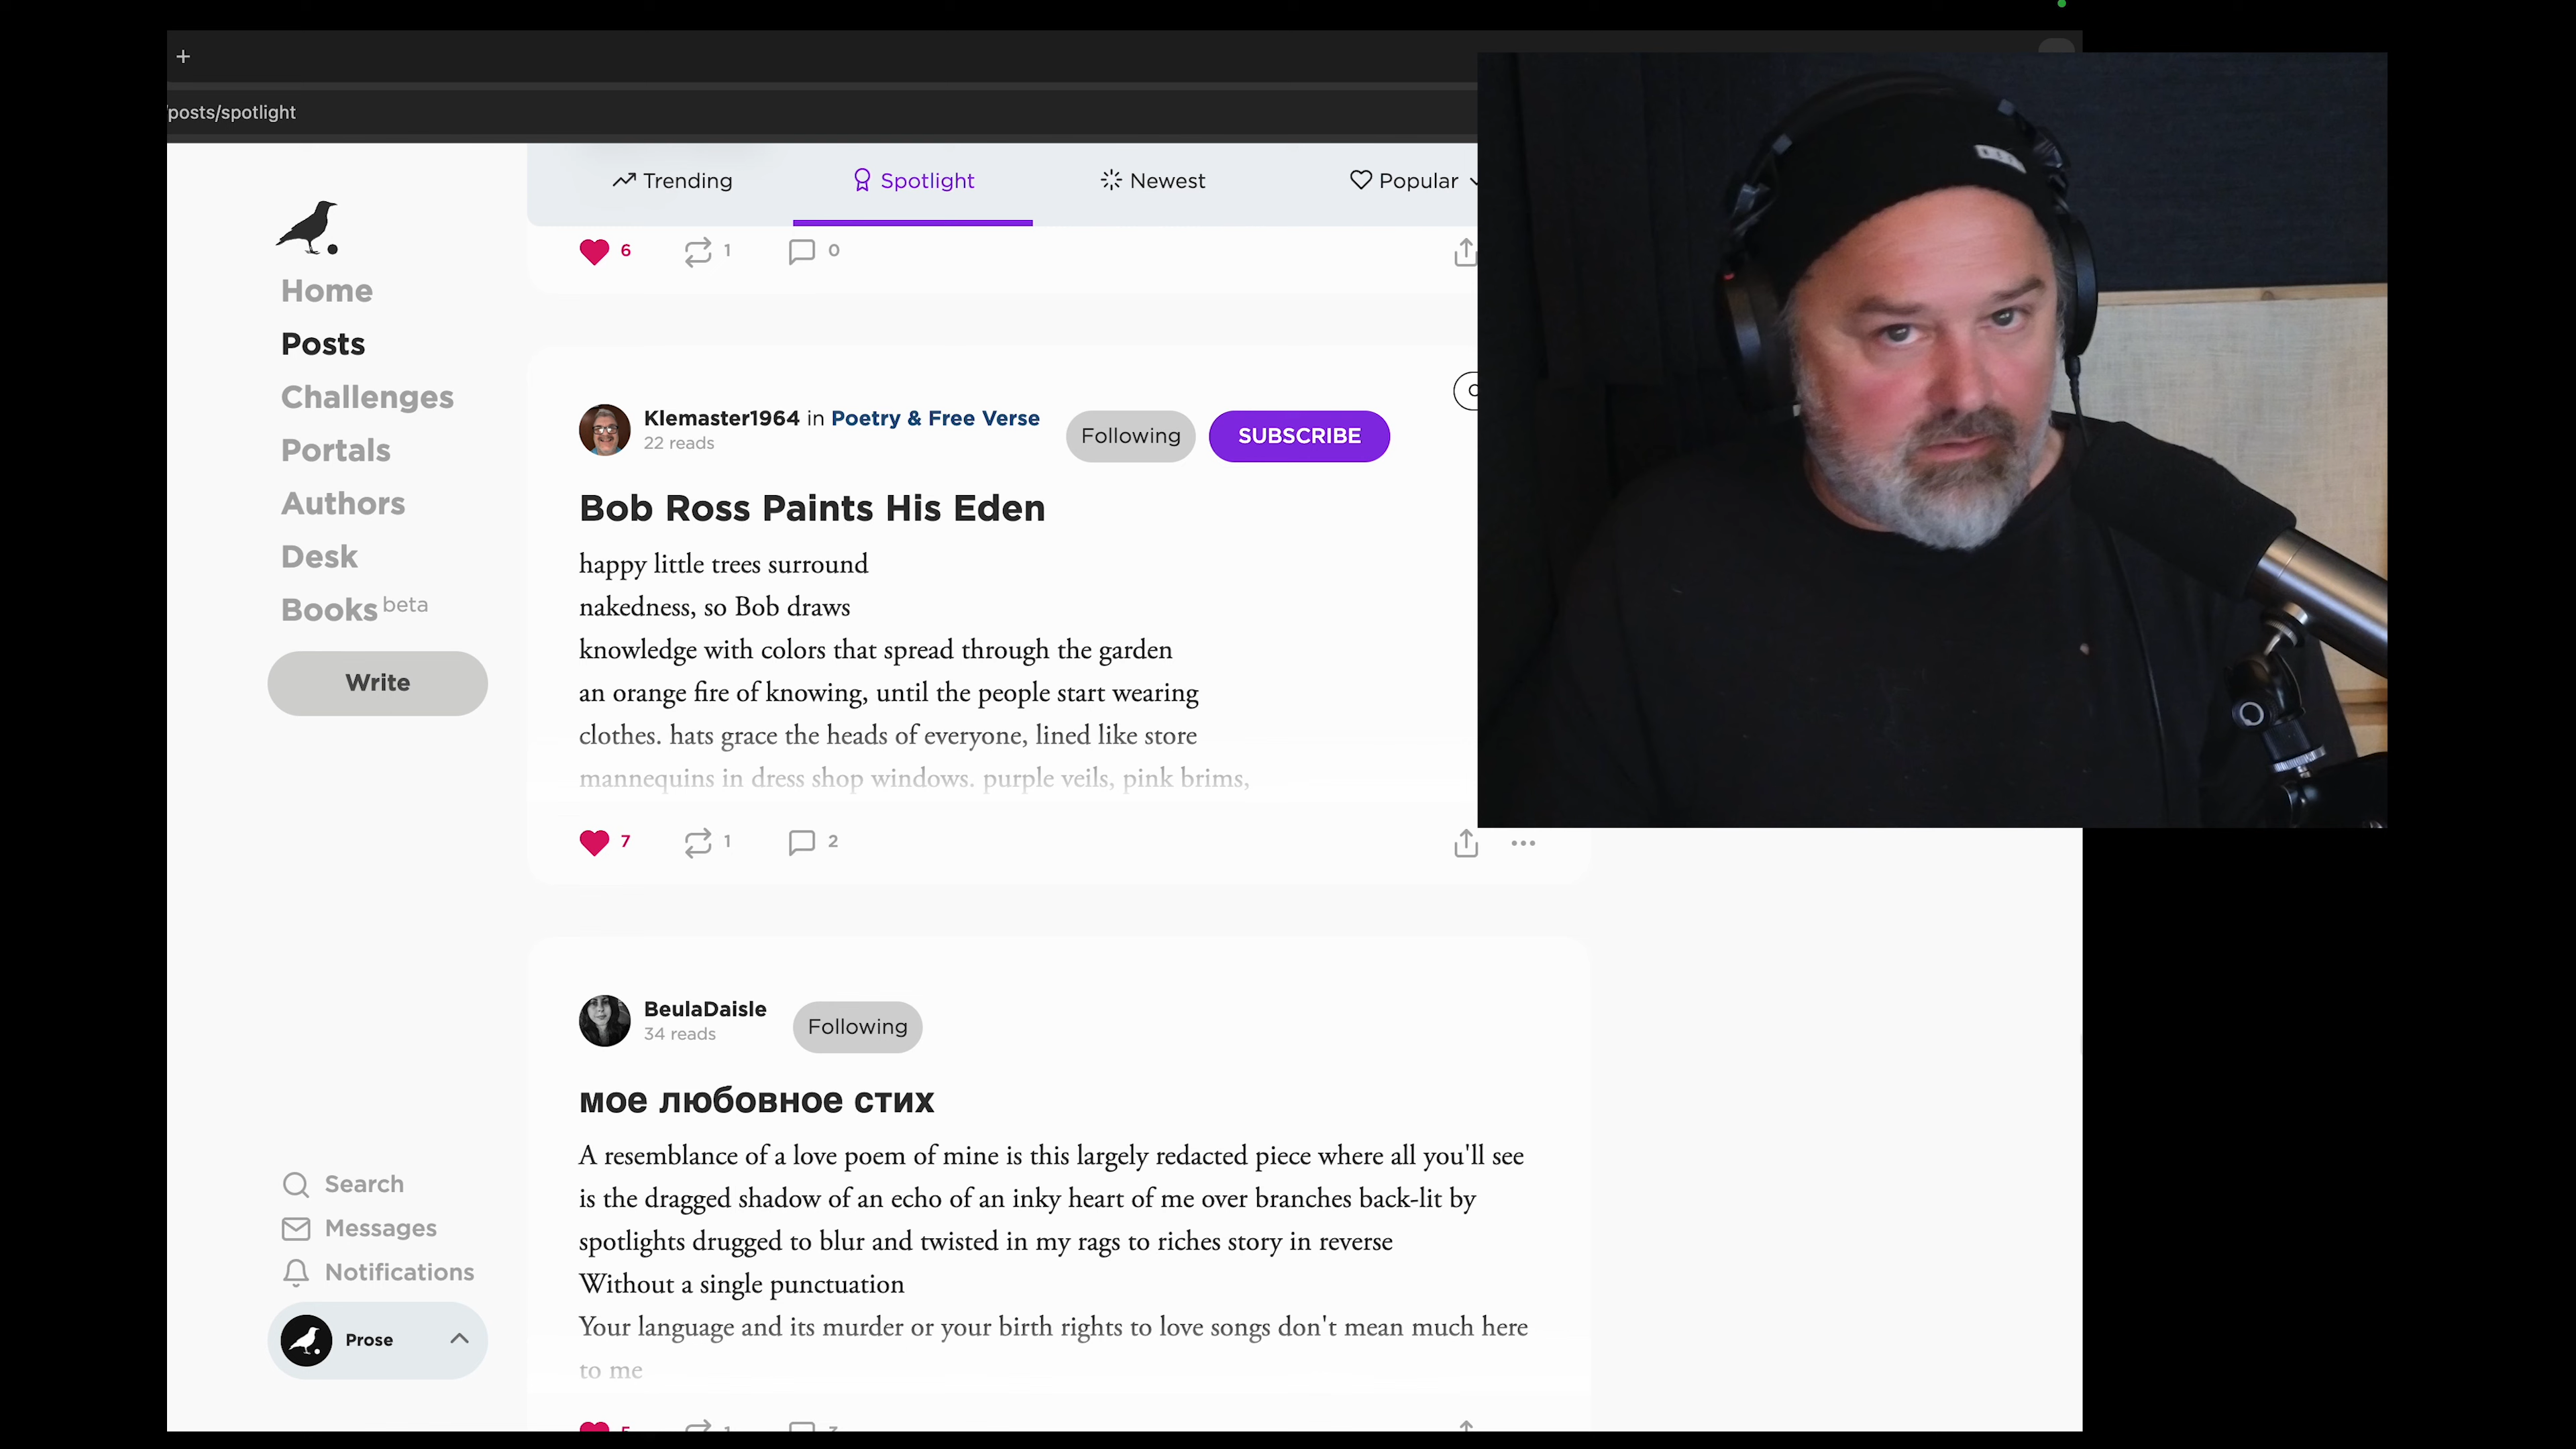 /posts/spotlight
Trending
Spotlight
Newest
Popular
6
1
0
Home
Posts
Challenges
Portals
Authors
Desk
Books beta
Write
Klemaster1964 in Poetry & Free Verse
22 reads
Following
SUBSCRIBE
Bob Ross Paints His Eden
happy little trees surround
nakedness, so Bob draws
knowledge with colors that spread through the garden
an orange fire of knowing, until the people start wearing
clothes. hats grace the heads of everyone, lined like store
mannequins in dress shop windows. purple veils, pink brims,
7
1
2
BeulaDaisle
34 reads
Following
мое любовное стих
A resemblance of a love poem of mine is this largely redacted piece where all you'll see
is the dragged shadow of an echo of an inky heart of me over branches back-lit by
spotlights drugged to blur and twisted in my rags to riches story in reverse
Without a single punctuation
Your language and its murder or your birth rights to love songs don't mean much here
to me
Search
Messages
Notifications
Prose